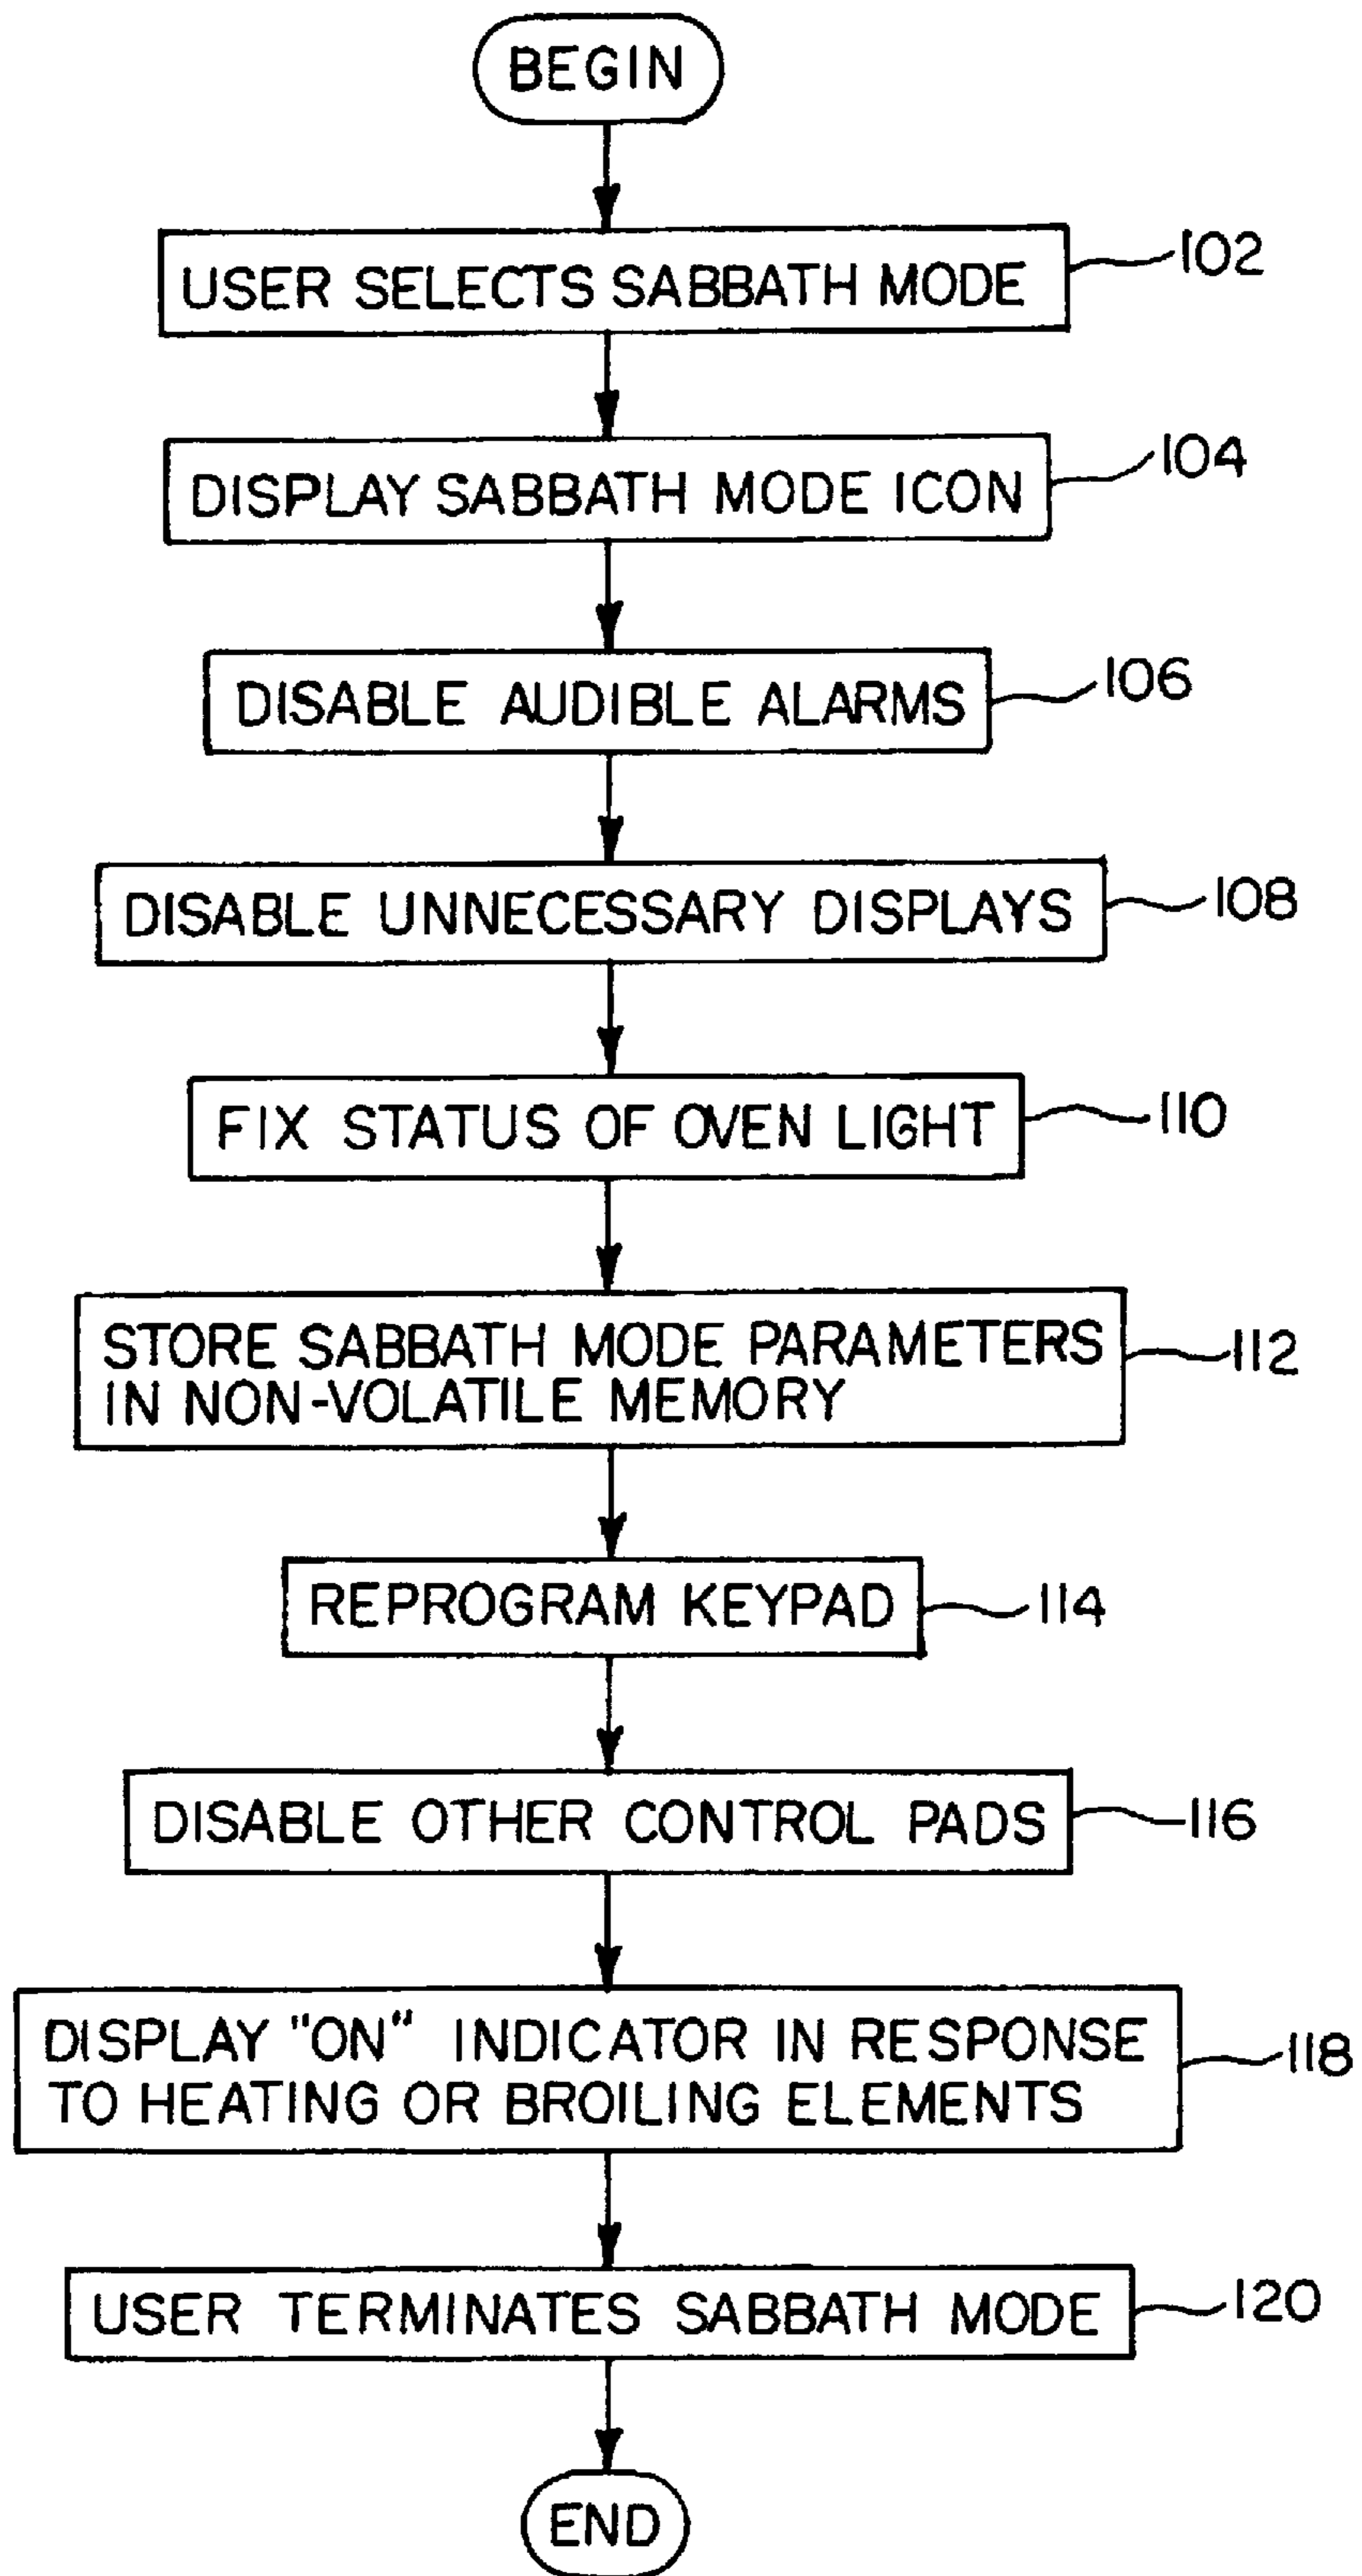 BEGIN
USER SELECTS SABBATH MODE
102
DISPLAY SABBATH MODE ICON
104
DISABLE AUDIBLE ALARMS
106
DISABLE UNNECESSARY DISPLAYS
108
FIX STATUS OF OVEN LIGHT
110
STORE SABBATH MODE PARAMETERS
IN NON-VOLATILE MEMORY
112
REPROGRAM KEYPAD
114
DISABLE OTHER CONTROL PADS
116
DISPLAY "ON" INDICATOR IN RESPONSE
TO HEATING OR BROILING ELEMENTS
118
USER TERMINATES SABBATH MODE
120
END